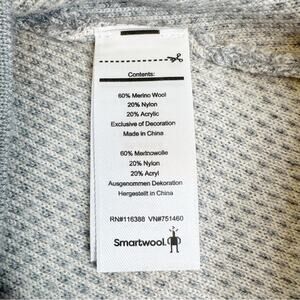 Contents:
60% Merino Wool
20% Nylon
20% Acrylic
Exclusive of Decoration
Made in China
60% Marinowolle
20% Nylon
20% Acryl
Ausgenommen Dekoration
Hergestellt in China
RN#116388 VN#751460
Smartwool